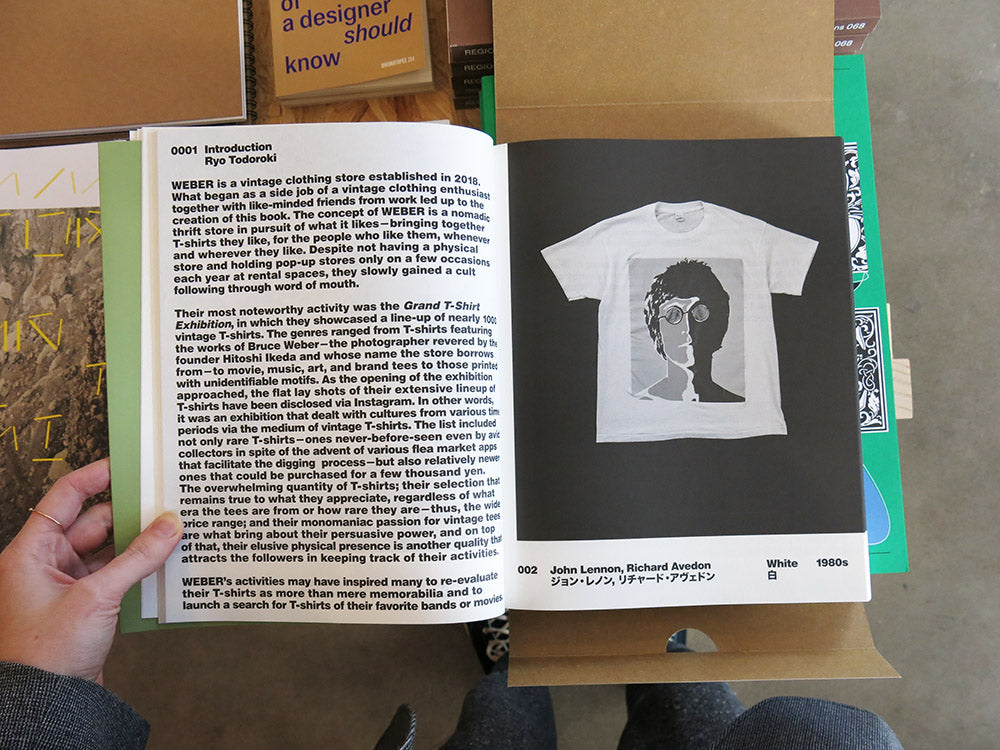 of
a designer
should
know
ONOMATOPEE 214
REGIO
REGIO
REGIO
ns 068
068
0001 Introduction
Ryo Todoroki
WEBER is a vintage clothing store established in 2018.
What began as a side job of a vintage clothing enthusiast
together with like-minded friends from work led up to the
creation of this book. The concept of WEBER is a nomadic
thrift store in pursuit of what it likes—bringing together
T-shirts they like, for the people who like them, whenever
and wherever they like. Despite not having a physical
store and holding pop-up stores only on a few occasions
each year at rental spaces, they slowly gained a cult
following through word of mouth.
Their most noteworthy activity was the Grand T-Shirt
Exhibition, in which they showcased a line-up of nearly 1000
vintage T-shirts. The genres ranged from T-shirts featuring
the works of Bruce Weber—the photographer revered by the
founder Hitoshi Ikeda and whose name the store borrows
from—to movie, music, art, and brand tees to those printed
with unidentifiable motifs. As the opening of the exhibition
approached, the flat lay shots of their extensive lineup of
T-shirts have been disclosed via Instagram. In other words,
it was an exhibition that dealt with cultures from various time
periods via the medium of vintage T-shirts. The list included
not only rare T-shirts—ones never-before-seen even by avid
collectors in spite of the advent of various flea market apps
that facilitate the digging process—but also relatively newer
ones that could be purchased for a few thousand yen.
The overwhelming quantity of T-shirts; their selection that
remains true to what they appreciate, regardless of what
era the tees are from or how rare they are—thus, the wide
price range; and their monomaniac passion for vintage tees
are what bring about their persuasive power, and on top
of that, their elusive physical presence is another quality that
attracts the followers in keeping track of their activities.
WEBER's activities may have inspired many to re-evaluate
their T-shirts as more than mere memorabilia and to
launch a search for T-shirts of their favorite bands or movies
002 John Lennon, Richard Avedon White 1980s
ジョン・レノン, リチャード・アヴェドン 白